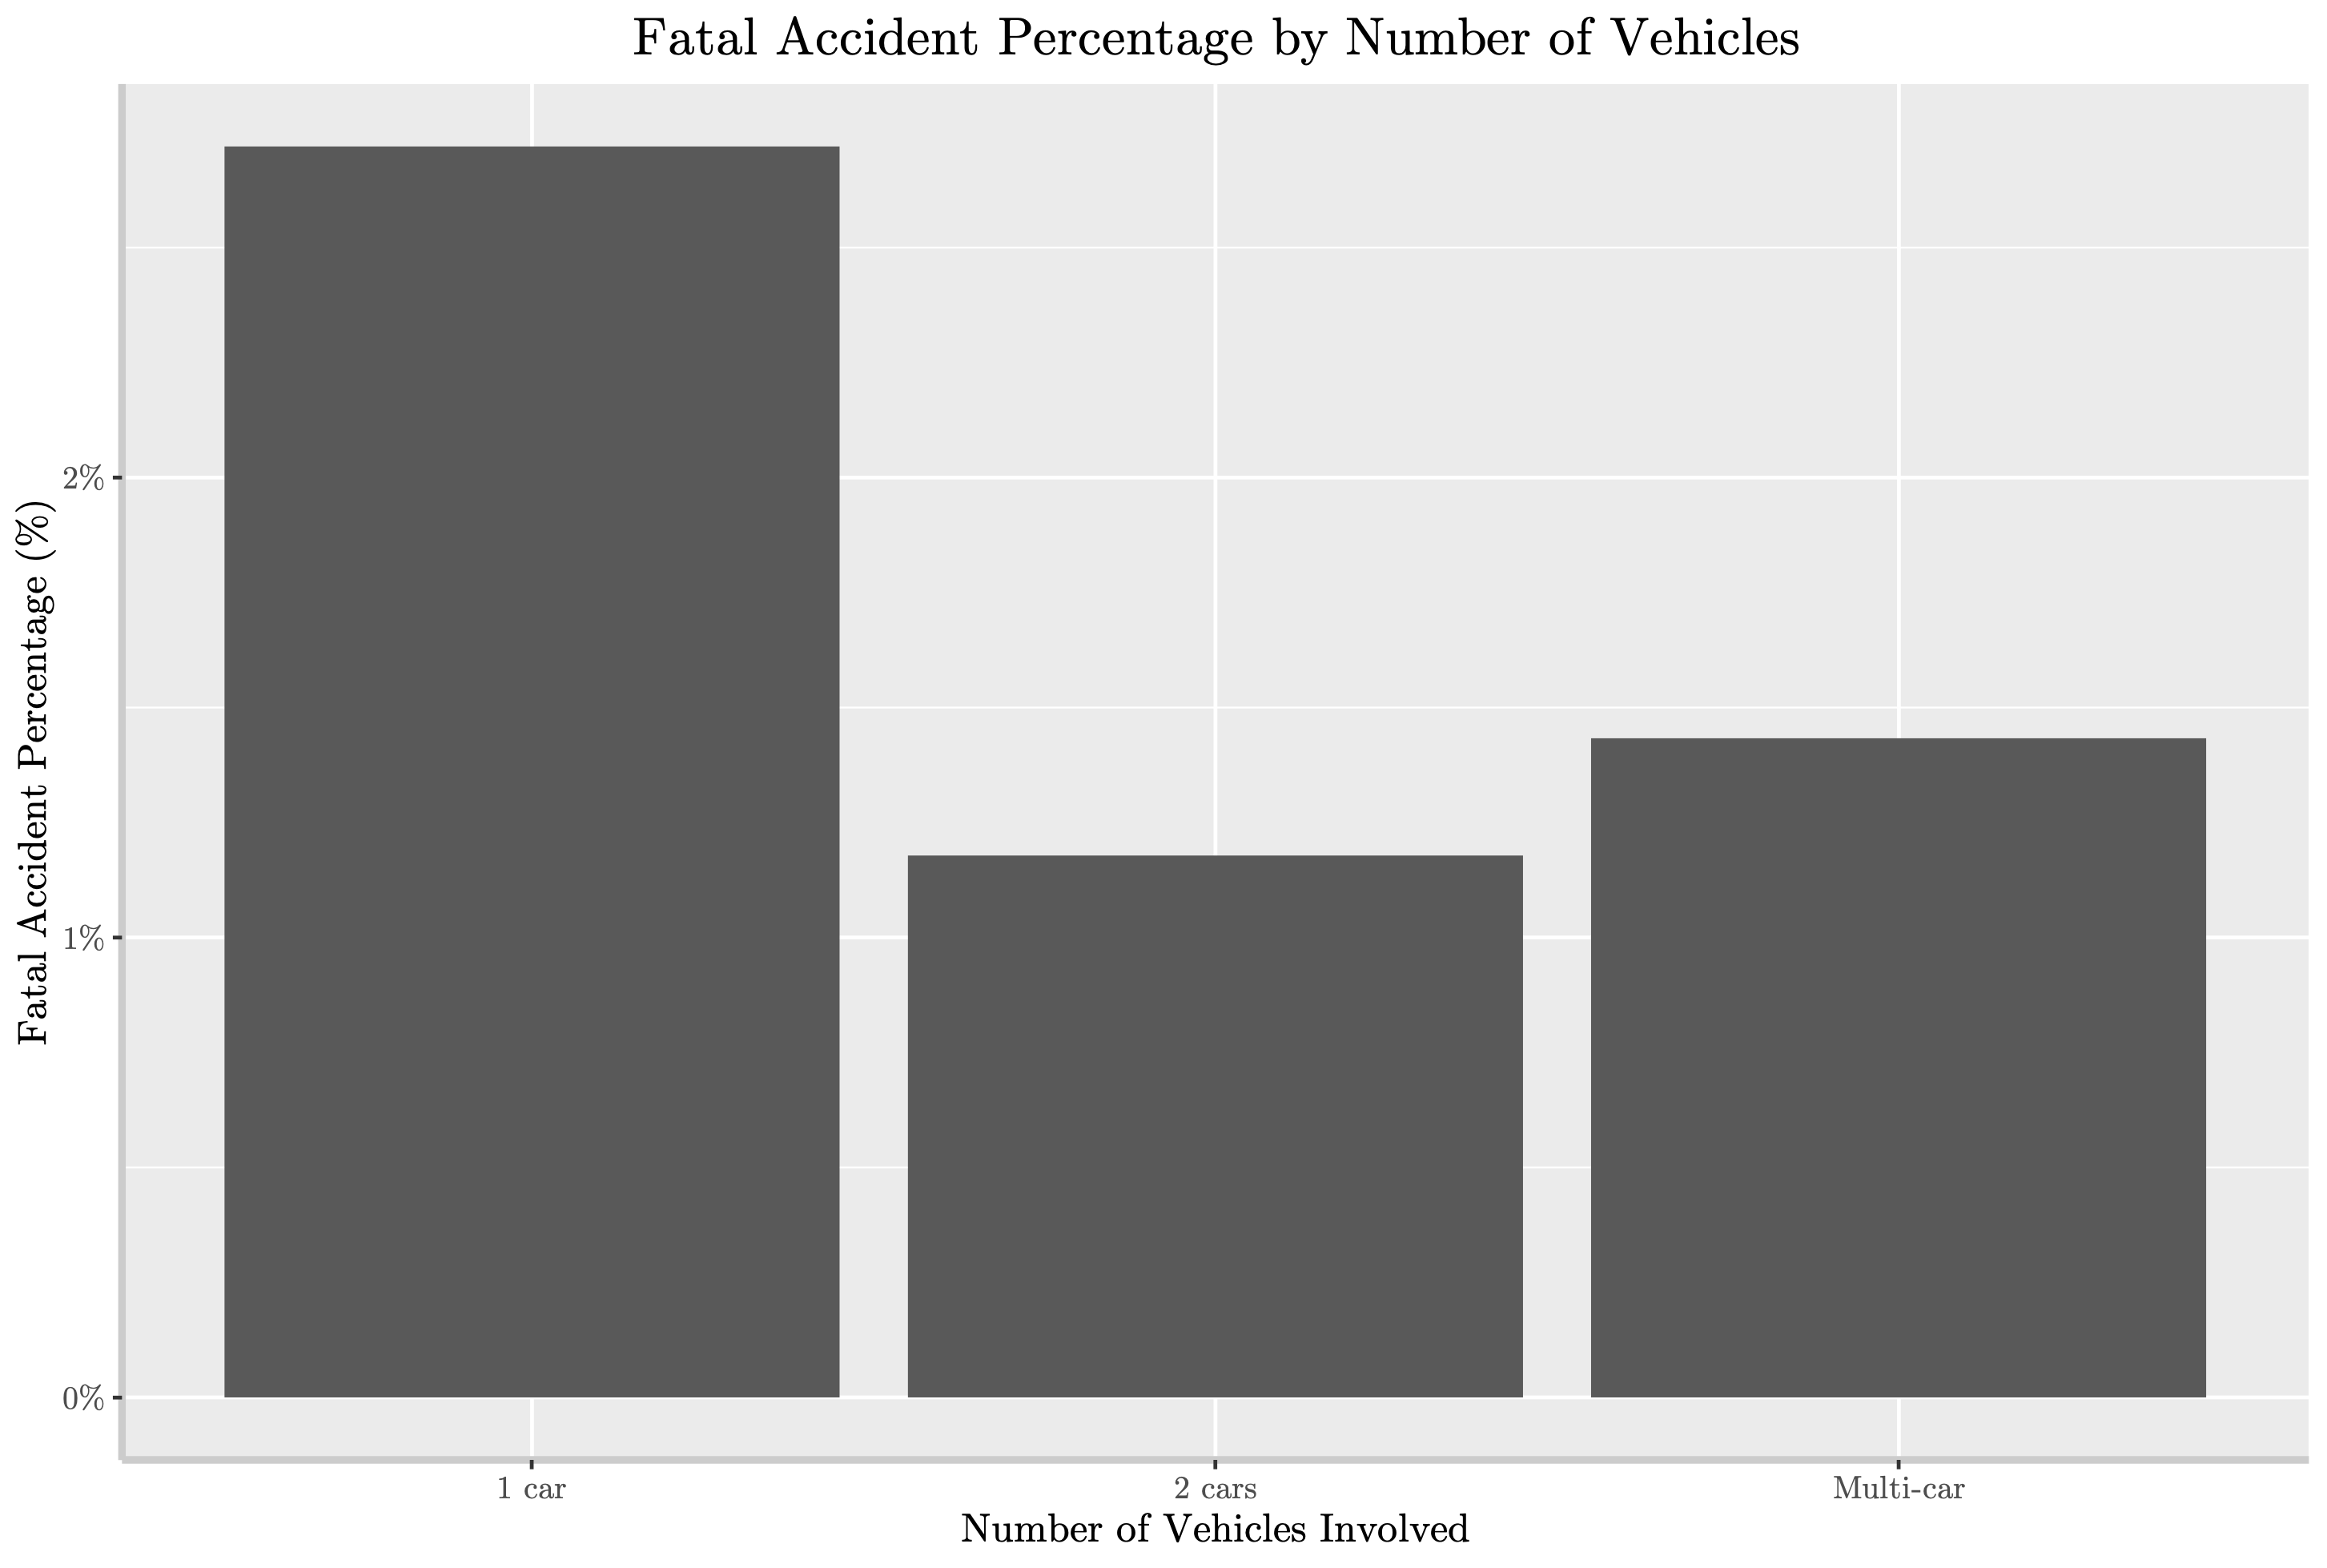 Fatal Accident Percentage by Number of Vehicles
Fatal Accident Percentage (%)
2%
1%
0%
1 car
2 cars
Multi-car
Number of Vehicles Involved